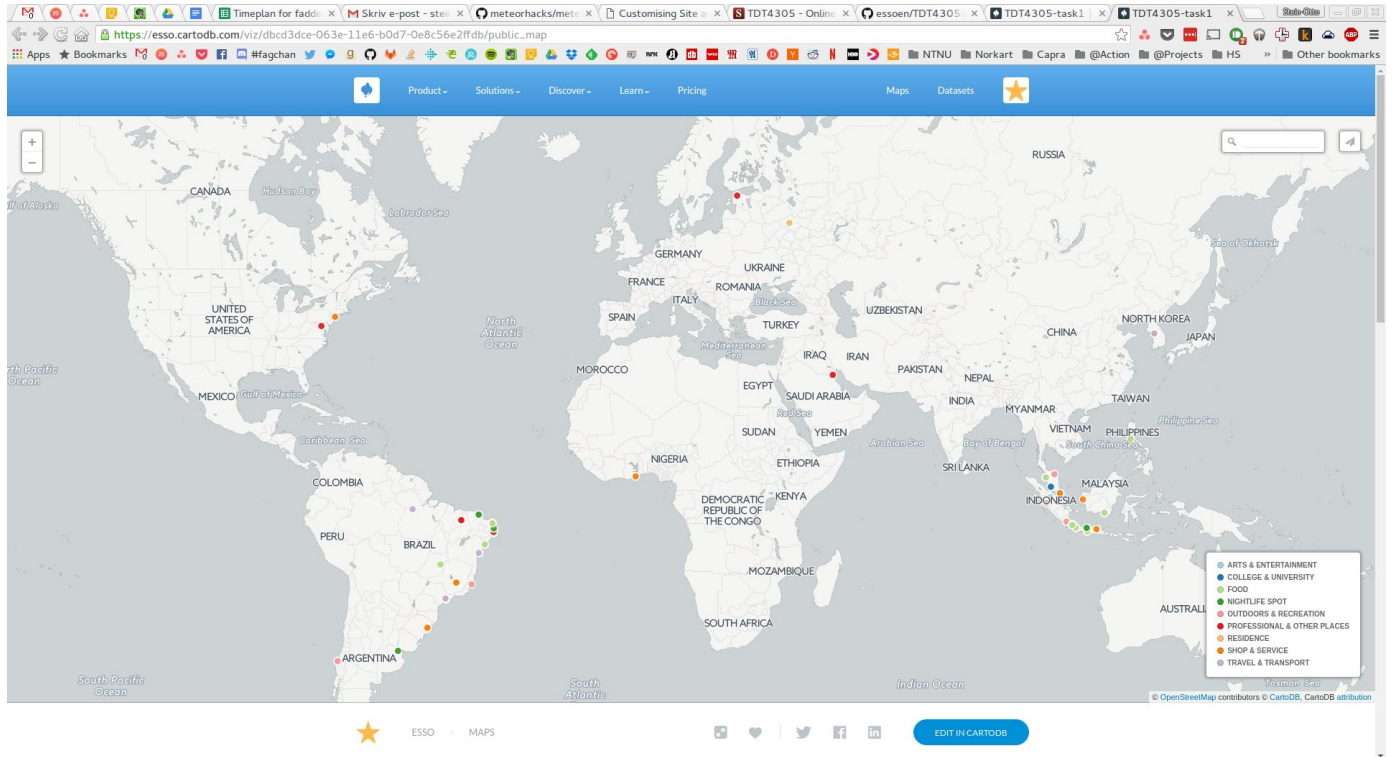 Timeplan for fadde
Skriv e-post - stei
meteorhacks/mete
Customising Site a
TDT4305 - Online
essoen/TDT4305
TDT4305-task1
TDT4305-task1
Stein-Otto
https://esso.cartodb.com/viz/dbcd3dce-063e-11e6-b0d7-0e8c56e2ffdb/public_map
Apps Bookmarks #fagchan NTNU Norkart Capra @Action @Projects HS » Other bookmarks
Product Solutions Discover Learn Pricing Maps Datasets
+
−
RUSSIA
CANADA
Hudson Bay
lf of Alaska
Labrador Sea
Sea of Okhotsk
GERMANY
UKRAINE
FRANCE
ROMANIA
ITALY
Black Sea
UNITED
STATES OF
AMERICA
North
Atlantic
Ocean
SPAIN
TURKEY
UZBEKISTAN
NORTH KOREA
CHINA
JAPAN
Mediterranean
Sea
IRAQ
IRAN
th Pacific
Ocean
MOROCCO
PAKISTAN
NEPAL
EGYPT
SAUDI ARABIA
MEXICO
Gulf of Mexico
INDIA
MYANMAR
TAIWAN
Red Sea
Philippine Sea
Caribbean Sea
SUDAN
YEMEN
Arabian Sea
Bay of Bengal
VIETNAM
PHILIPPINES
South China Sea
NIGERIA
ETHIOPIA
SRI LANKA
COLOMBIA
MALAYSIA
INDONESIA
DEMOCRATIC
REPUBLIC OF
THE CONGO
KENYA
PERU
BRAZIL
MOZAMBIQUE
ARTS & ENTERTAINMENT
COLLEGE & UNIVERSITY
FOOD
NIGHTLIFE SPOT
OUTDOORS & RECREATION
PROFESSIONAL & OTHER PLACES
RESIDENCE
SHOP & SERVICE
TRAVEL & TRANSPORT
AUSTRALI
SOUTH AFRICA
ARGENTINA
South Pacific
Ocean
South
Atlantic
Indian Ocean
Tasman Sea
© OpenStreetMap contributors © CartoDB, CartoDB attribution
ESSO MAPS EDIT IN CARTODB